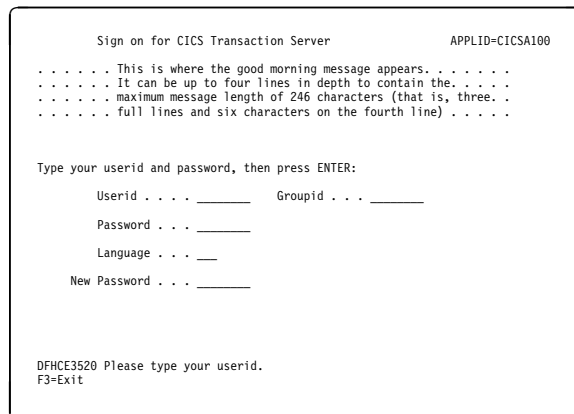 Sign on for CICS Transaction Server APPLID=CICSA100
. . . . . . This is where the good morning message appears. . . . . . .
. . . . . . It can be up to four lines in depth to contain the. . . . .
. . . . . . maximum message length of 246 characters (that is, three. .
. . . . . . full lines and six characters on the fourth line) . . . . .
Type your userid and password, then press ENTER:
Userid . . . . ________ Groupid . . . ________
Password . . . ________
Language . . . ___
New Password . . . ________
DFHCE3520 Please type your userid.
F3=Exit